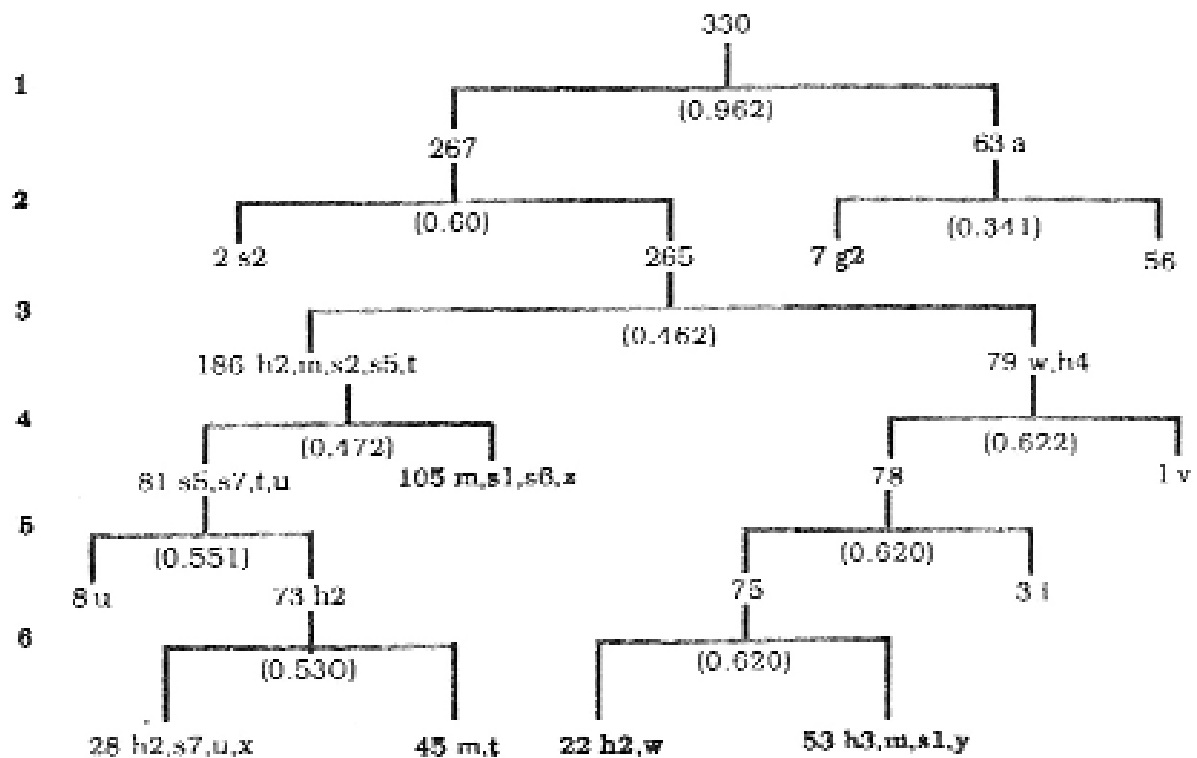 330
1
(0.962)
267 63 a
2
(0.60) (0.341)
2 s2 265 7 g2 56
3
(0.462)
186 h2,m,s2,s5,t 79 w,h4
4
(0.472) (0.622)
81 s5,s7,t,u 105 m,s1,s6,z 78 1 v
5
(0.551) (0.620)
8 u 73 h2 75 3
6
(0.530) (0.620)
28 h2,s7,u,x 45 m,t 22 h2,w 53 h3,m,s1,y